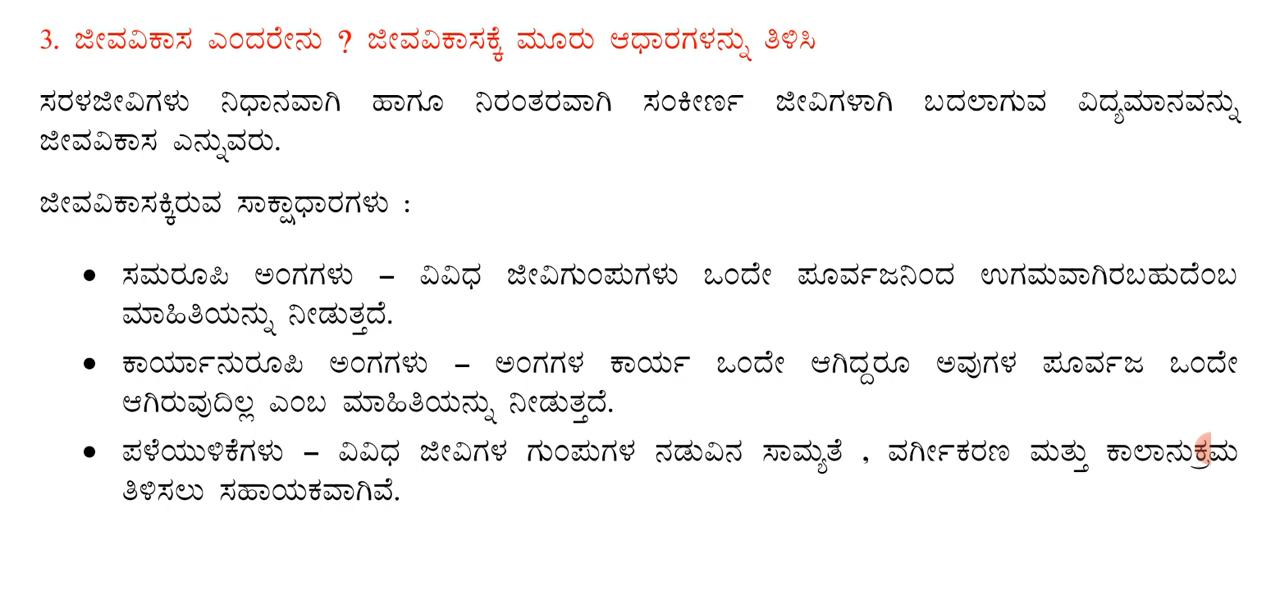 3. ಜೀವವಿಕಾಸ ಎಂದರೇನು ? ಜೀವವಿಕಾಸಕ್ಕೆ ಮೂರು ಆಧಾರಗಳನ್ನು ತಿಳಿಸಿ
ಸರಳಜೀವಿಗಳು ನಿಧಾನವಾಗಿ ಹಾಗೂ ನಿರಂತರವಾಗಿ ಸಂಕೀರ್ಣ ಜೀವಿಗಳಾಗಿ ಬದಲಾಗುವ ವಿದ್ಯಮಾನವನ್ನು
ಜೀವವಿಕಾಸ ಎನ್ನುವರು.
ಜೀವವಿಕಾಸಕ್ಕಿರುವ ಸಾಕ್ಷಾಧಾರಗಳು :
• ಸಮರೂಪಿ ಅಂಗಗಳು – ವಿವಿಧ ಜೀವಿಗುಂಪುಗಳು ಒಂದೇ ಪೂರ್ವಜನಿಂದ ಉಗಮವಾಗಿರಬಹುದೆಂಬ
ಮಾಹಿತಿಯನ್ನು ನೀಡುತ್ತದೆ.
• ಕಾರ್ಯಾನುರೂಪಿ ಅಂಗಗಳು – ಅಂಗಗಳ ಕಾರ್ಯ ಒಂದೇ ಆಗಿದ್ದರೂ ಅವುಗಳ ಪೂರ್ವಜ ಒಂದೇ
ಆಗಿರುವುದಿಲ್ಲ ಎಂಬ ಮಾಹಿತಿಯನ್ನು ನೀಡುತ್ತದೆ.
• ಪಳೆಯುಳಿಕೆಗಳು – ವಿವಿಧ ಜೀವಿಗಳ ಗುಂಪುಗಳ ನಡುವಿನ ಸಾಮ್ಯತೆ , ವರ್ಗೀಕರಣ ಮತ್ತು ಕಾಲಾನುಕ್ರಮ
ತಿಳಿಸಲು ಸಹಾಯಕವಾಗಿವೆ.